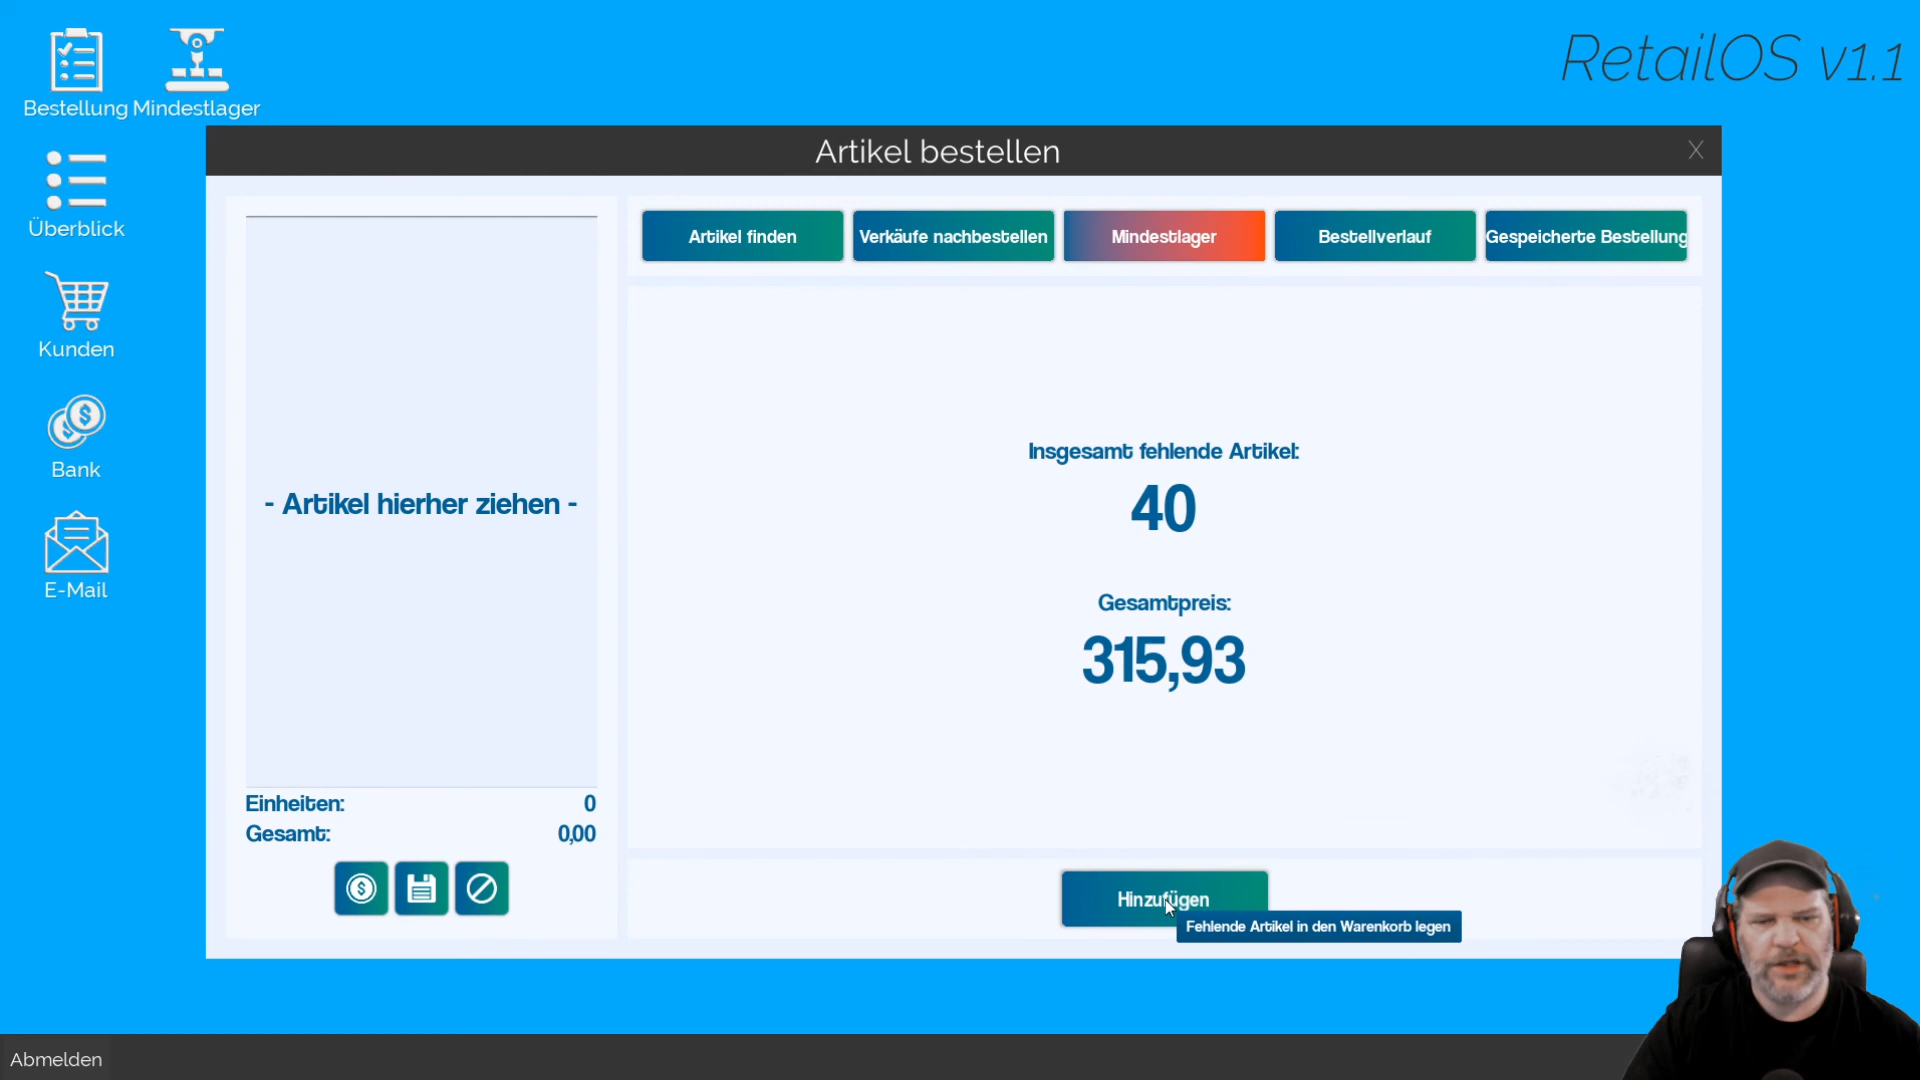 RetailOS v1.1
Bestellung
Mindestlager
Überblick
Kunden
Bank
E-Mail
Artikel bestellen
X
Artikel finden
Verkäufe nachbestellen
Mindestlager
Bestellverlauf
Gespeicherte Bestellung
- Artikel hierher ziehen -
Insgesamt fehlende Artikel:
40
Gesamtpreis:
315,93
Einheiten: 0
Gesamt: 0,00
Hinzufügen
Fehlende Artikel in den Warenkorb legen
Abmelden